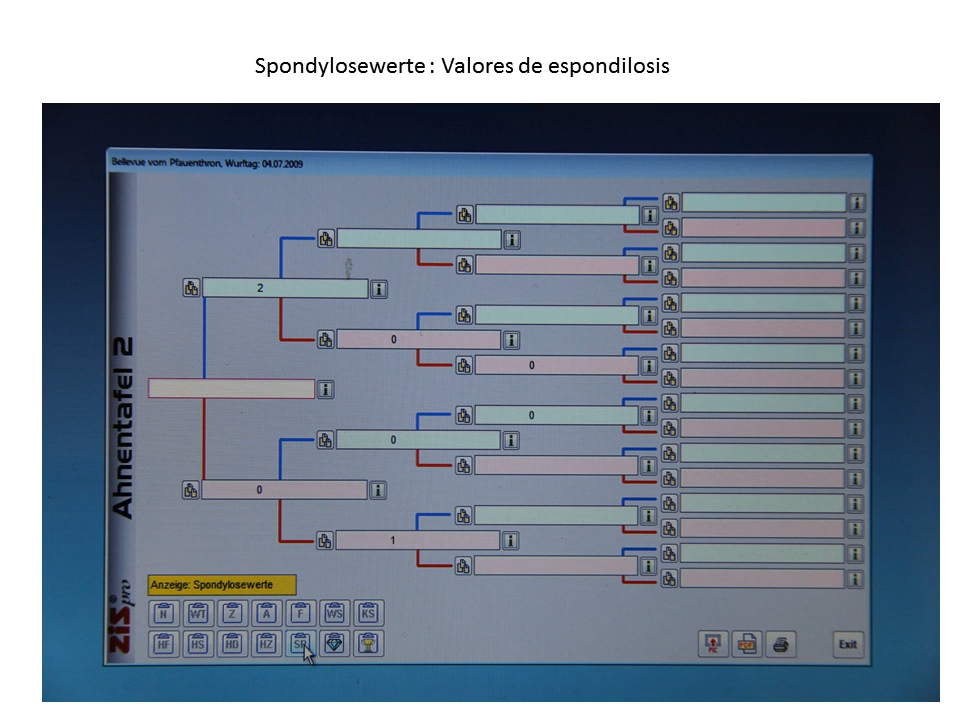 Spondylosewerte : Valores de espondilosis
Bellevue vom Pfauenthron, Wurftag: 04.07.2009
2
0
0
0
0
0
1
Ahnentafel 2
zis pro
Anzeige: Spondylosewerte
N WT Z A F WS KS
HF HS HD HZ SP
PDF
Exit